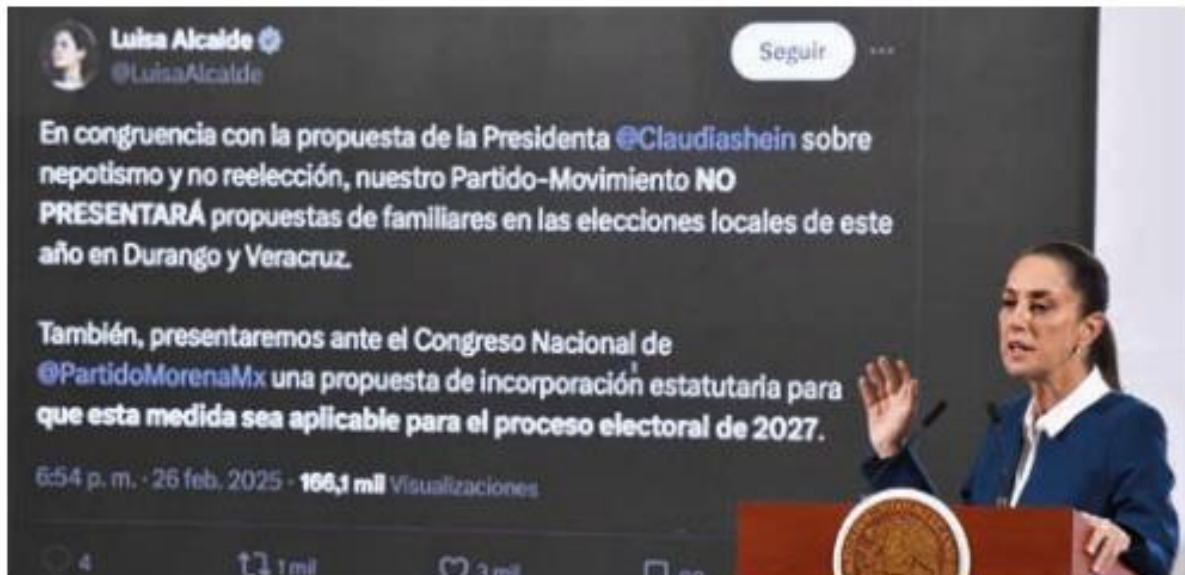 Luisa Alcalde
@LuisaAlcalde
Seguir
En congruencia con la propuesta de la Presidenta @Claudiashein sobre
nepotismo y no reelección, nuestro Partido-Movimiento NO
PRESENTARÁ propuestas de familiares en las elecciones locales de este
año en Durango y Veracruz.
También, presentaremos ante el Congreso Nacional de
@PartidoMorenaMx una propuesta de incorporación estatutaria para
que esta medida sea aplicable para el proceso electoral de 2027.
6:54 p. m. · 26 feb. 2025 · 166,1 mil Visualizaciones
4 1 mil 3 mil